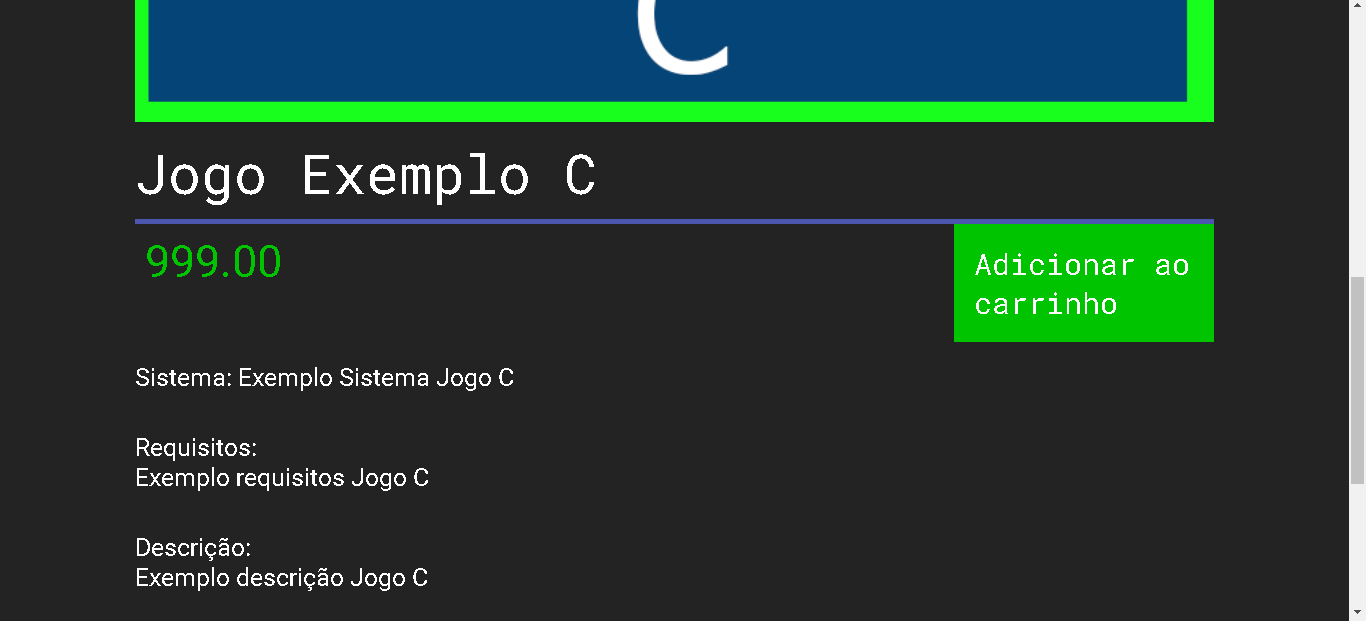 C
Jogo Exemplo C
999.00
Adicionar ao
carrinho
Sistema: Exemplo Sistema Jogo C
Requisitos:
Exemplo requisitos Jogo C
Descrição:
Exemplo descrição Jogo C